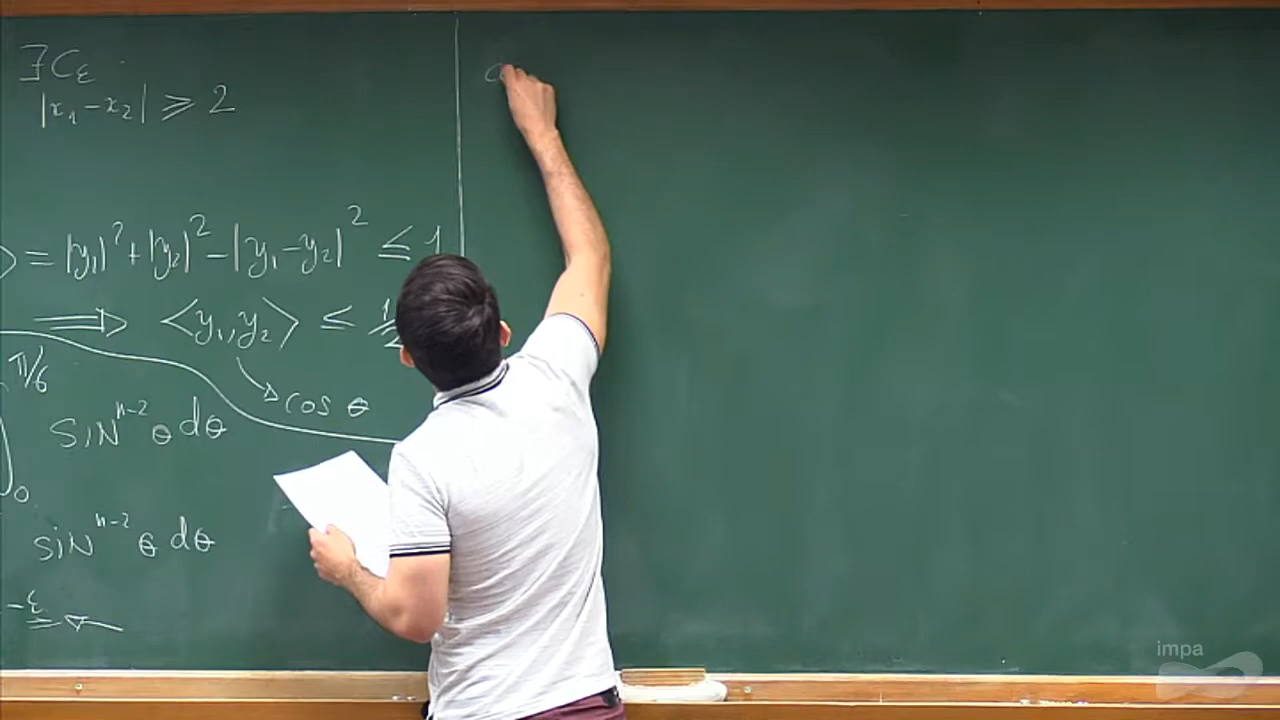 ∃Cε
|x₁-x₂| ⩾ 2
> = |y₁|²+|y₂|²-|y₁-y₂|² ≤ 1
⟹ <y₁,y₂> ≤ 1/2
π/6
cos θ
SIN^{n-2} θ dθ
0
SIN^{n-2} θ dθ
-ε
impa